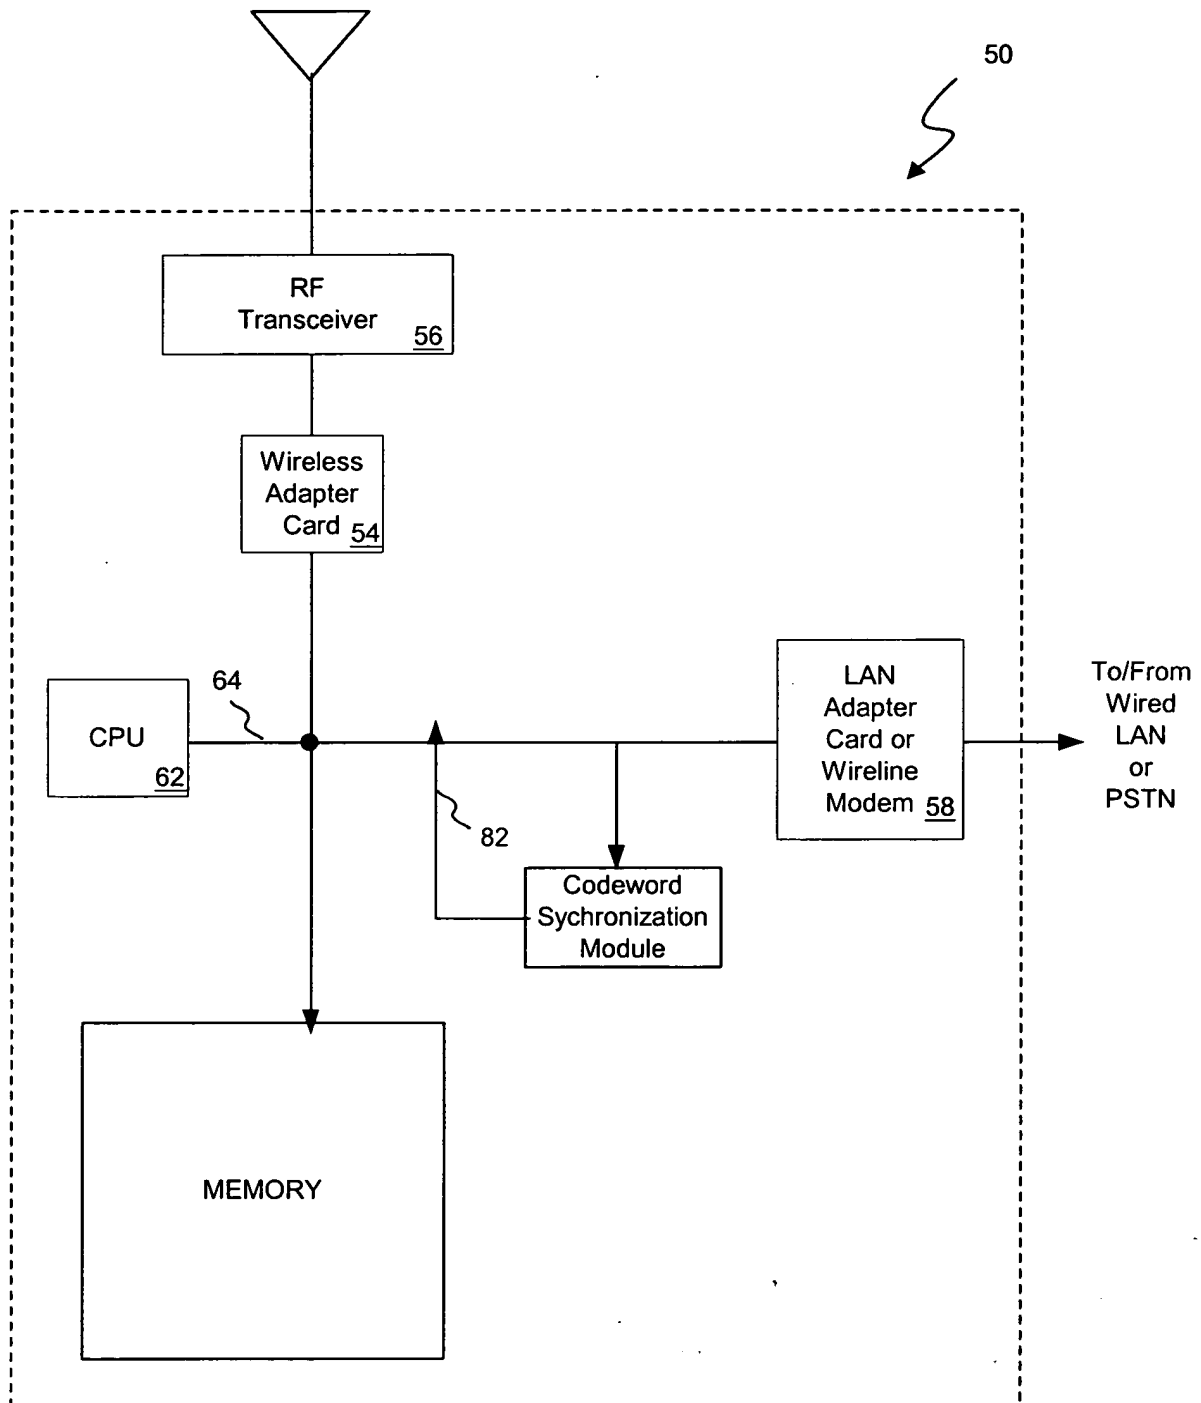 50
RF
Transceiver
56
Wireless
Adapter
Card
54
64
CPU
62
82
LAN
Adapter
Card or
Wireline
Modem
58
To/From
Wired
LAN
or
PSTN
Codeword
Sychronization
Module
MEMORY